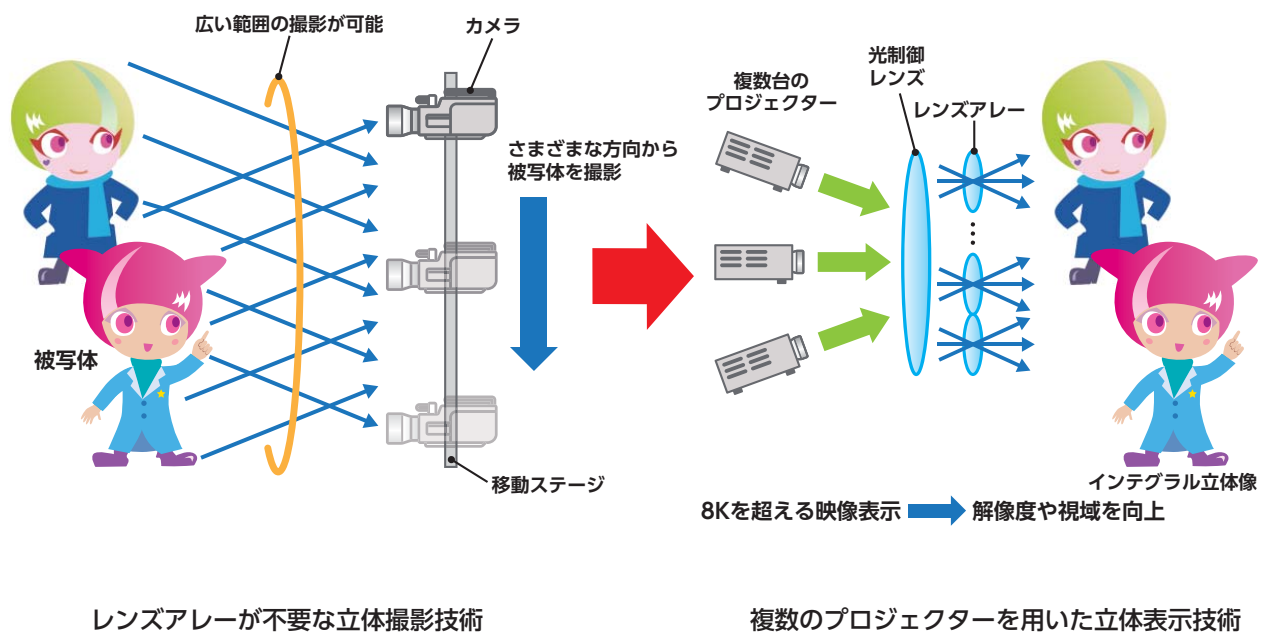 広い範囲の撮影が可能
カメラ
さまざまな方向から
被写体を撮影
被写体
移動ステージ
レンズアレーが不要な立体撮影技術
複数台の
プロジェクター
光制御
レンズ
レンズアレー
インテグラル立体像
8Kを超える映像表示
解像度や視域を向上
複数のプロジェクターを用いた立体表示技術